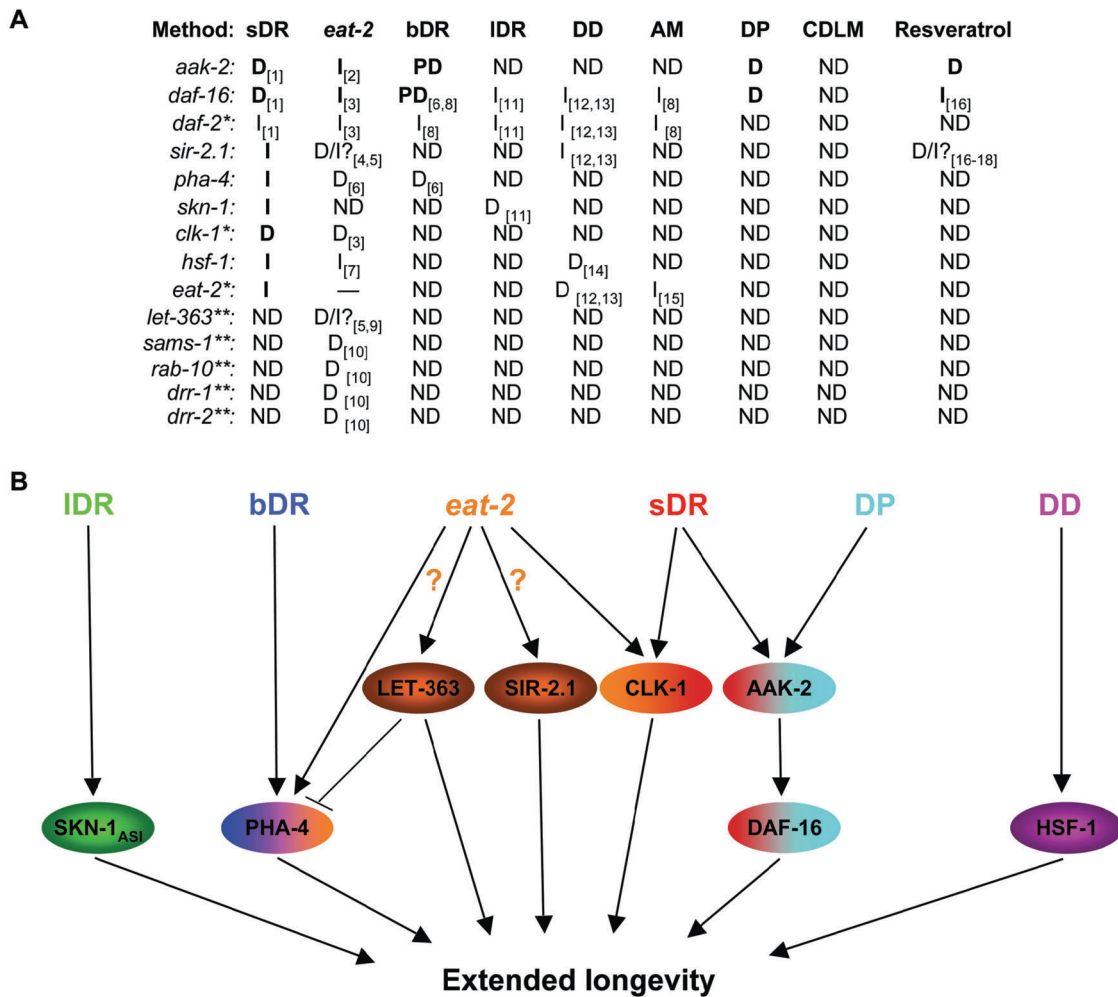 A
Method: sDR eat-2 bDR lDR DD AM DP CDLM Resveratrol
aak-2: D[1] I[2] PD ND ND ND D ND D
daf-16: D[1] I[3] PD[6,8] I[11] I[12,13] I[8] D ND I[16]
daf-2*: I[1] I[3] I[8] I[11] I[12,13] I[8] ND ND ND
sir-2.1: I D/I?[4,5] ND ND I[12,13] ND ND ND D/I?[16-18]
pha-4: I D[6] D[6] ND ND ND ND ND ND
skn-1: I ND ND D[11] ND ND ND ND ND
clk-1*: D D[3] ND ND ND ND ND ND ND
hsf-1: I I[7] ND ND D[14] ND ND ND ND
eat-2*: I — ND ND D[12,13] I[15] ND ND ND
let-363**: ND D/I?[5,9] ND ND ND ND ND ND ND
sams-1**: ND D[10] ND ND ND ND ND ND ND
rab-10**: ND D[10] ND ND ND ND ND ND ND
drr-1**: ND D[10] ND ND ND ND ND ND ND
drr-2**: ND D[10] ND ND ND ND ND ND ND
B
lDR bDR eat-2 sDR DP DD
? ?
LET-363 SIR-2.1 CLK-1 AAK-2
SKN-1ASI PHA-4 DAF-16 HSF-1
Extended longevity